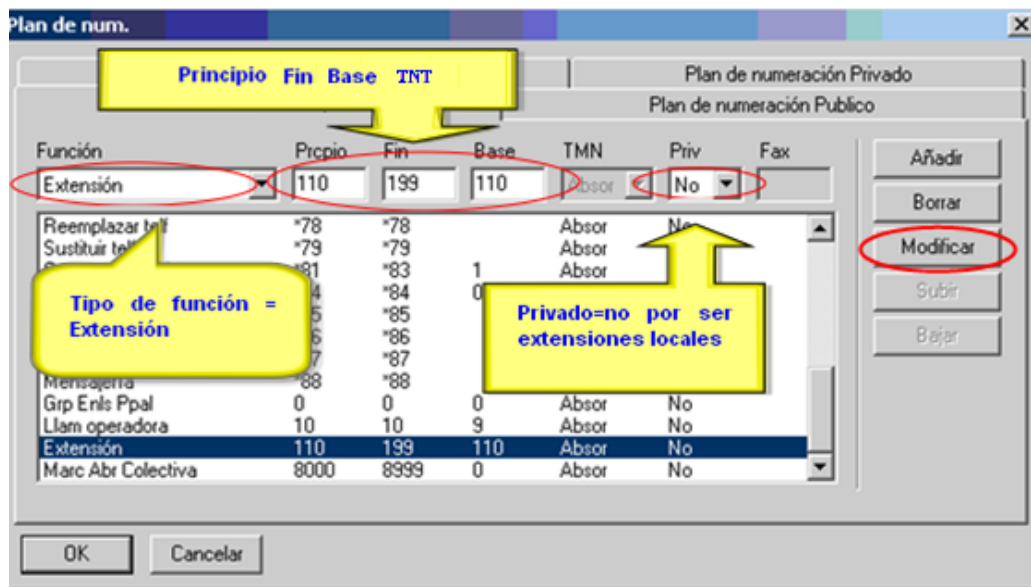 Plan de num.
Principio Fin Base TNT
Plan de numeración Privado
Plan de numeración Publico
Función Prcpio Fin Base TMN Priv Fax
Extensión 110 199 110 Absor No
Añadir
Borrar
Modificar
Subir
Bajar
Reemplazar telf *78 *78 Absor No
Sustituir *79 *79 Absor
*81 *83 1 Absor
*84 0
*85
*86
*87
Mensajería *88 *88
Grp Enls Ppal 0 0 0 Absor No
Llam operadora 10 10 9 Absor No
Extensión 110 199 110 Absor No
Marc Abr Colectiva 8000 8999 0 Absor No
Tipo de función =
Extensión
Privado=no por ser
extensiones locales
OK Cancelar